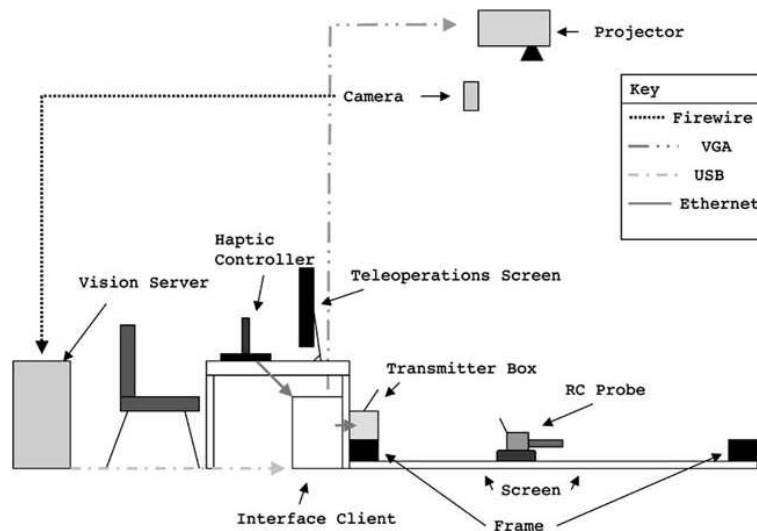 Projector
Camera
Key
Firewire
VGA
USB
Ethernet
Haptic
Controller
Teleoperations Screen
Vision Server
Transmitter Box
RC Probe
Screen
Interface Client
Frame